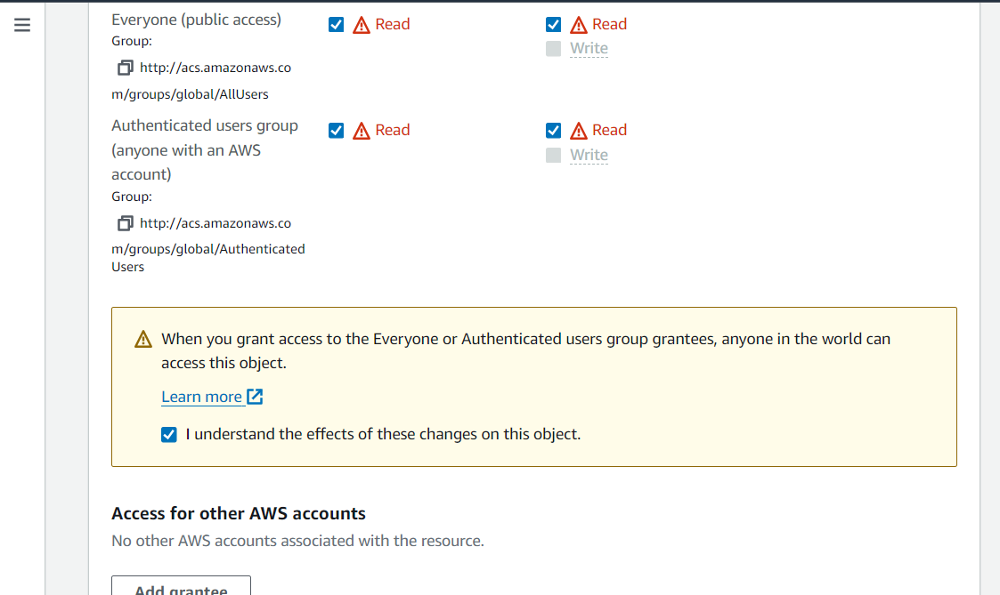 Everyone (public access)
Read
Read
Group:
Write
http://acs.amazonaws.co
m/groups/global/AllUsers
Authenticated users group
Read
Read
(anyone with an AWS
Write
account)
Group:
http://acs.amazonaws.co
m/groups/global/Authenticated
Users
When you grant access to the Everyone or Authenticated users group grantees, anyone in the world can
access this object.
Learn more
I understand the effects of these changes on this object.
Access for other AWS accounts
No other AWS accounts associated with the resource.
Add grantee